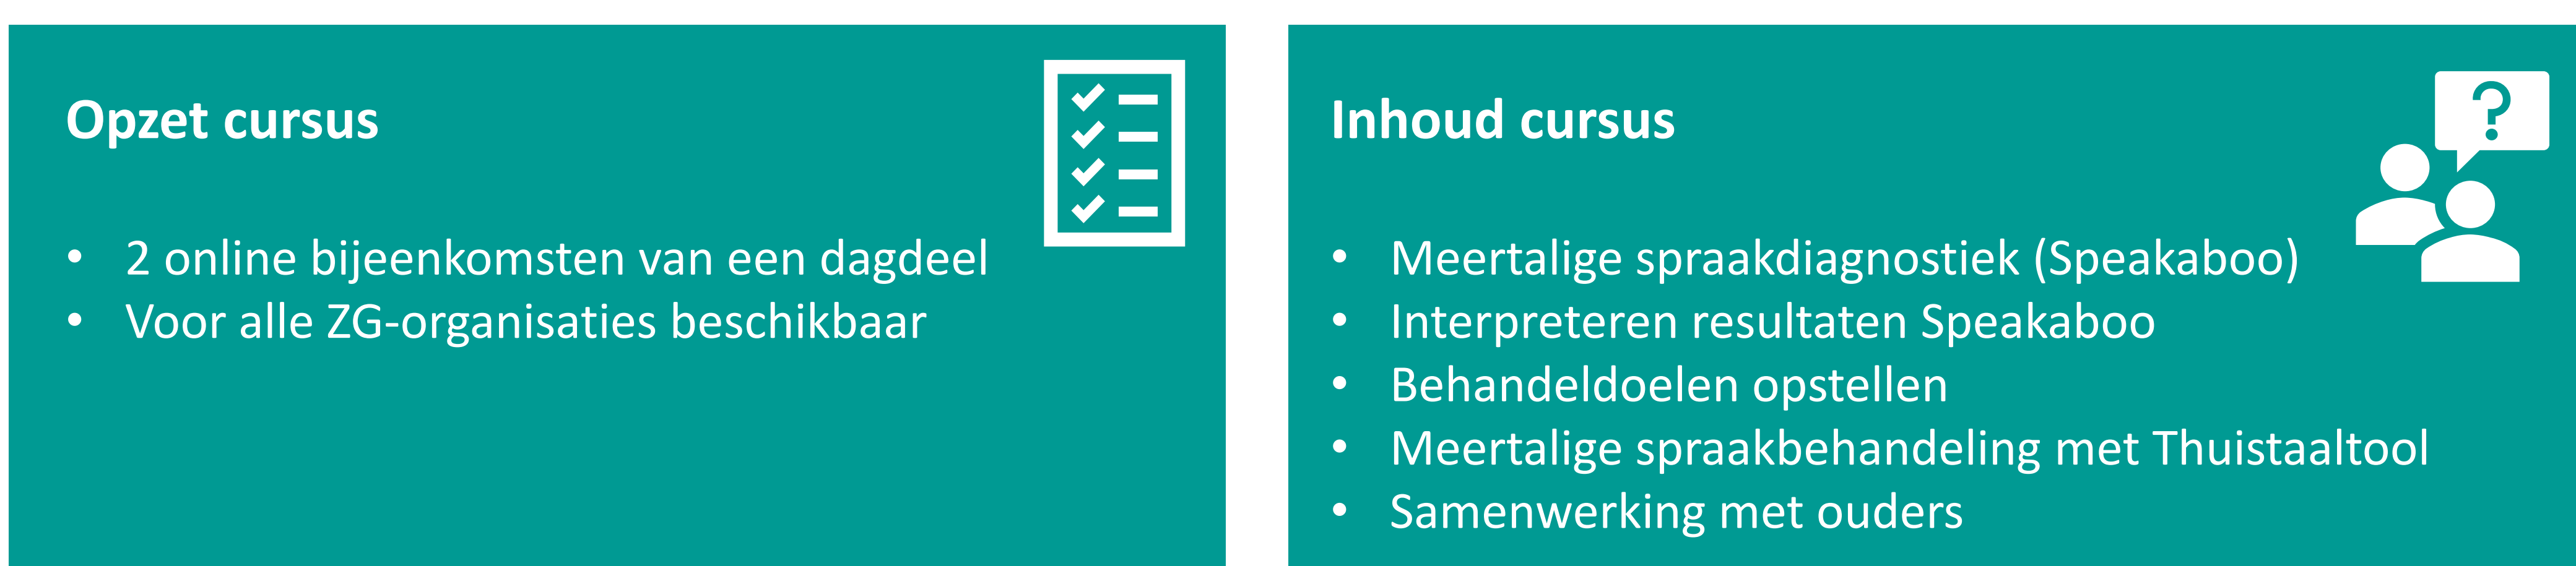 Opzet cursus
• 2 online bijeenkomsten van een dagdeel
• Voor alle ZG-organisaties beschikbaar
?
Inhoud cursus
• Meertalige spraakdiagnostiek (Speakaboo)
• Interpreteren resultaten Speakaboo
• Behandeldoelen opstellen
• Meertalige spraakbehandeling met Thuistaaltool
• Samenwerking met ouders